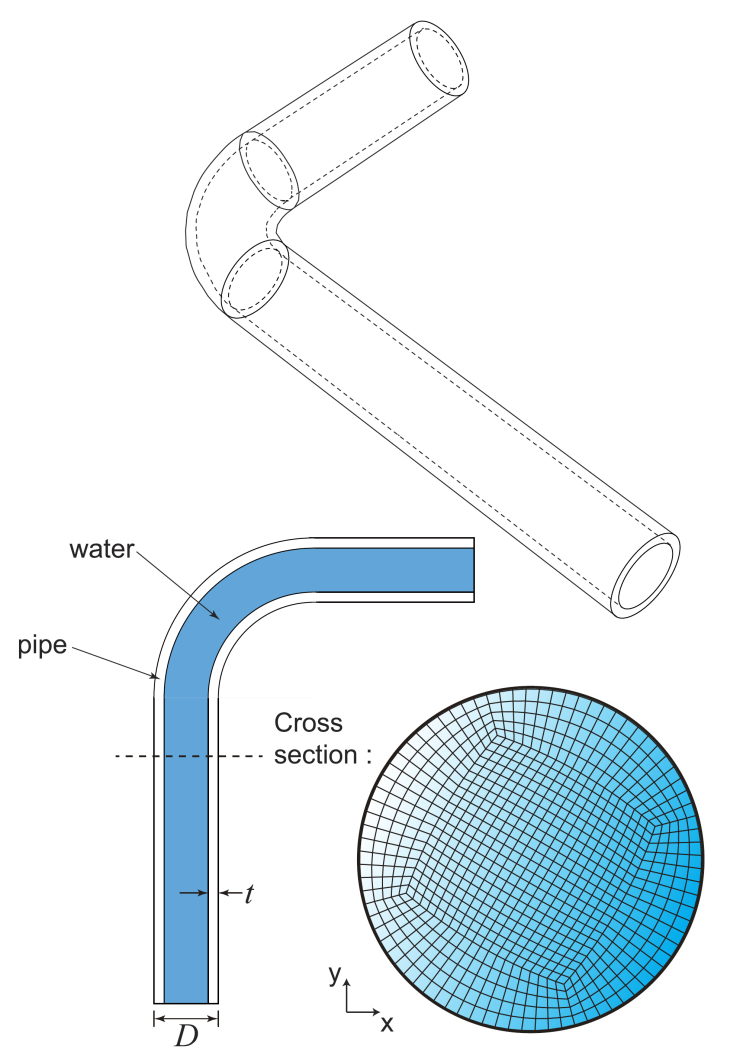 water
pipe
Cross
section :
t
y
x
D